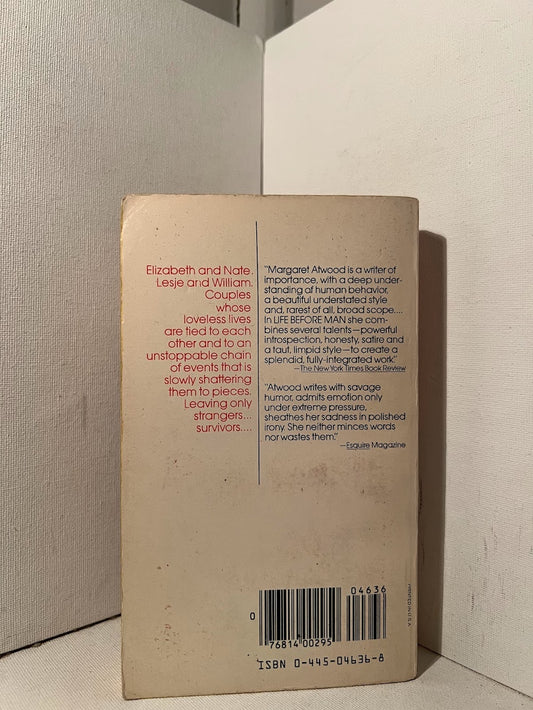 Elizabeth and Nate.
Lesje and William.
Couples
whose
loveless lives
are tied to each
other and to an
unstoppable chain
of events that is
slowly shattering
them to pieces.
Leaving only
strangers...
survivors....
"Margaret Atwood is a writer of
importance, with a deep under-
standing of human behavior,
a beautiful understated style
and, rarest of all, broad scope....
In LIFE BEFORE MAN she com-
bines several talents—powerful
introspection, honesty, satire and
a taut, limpid style—to create a
splendid, fully-integrated work."
—The New York Times Book Review
"Atwood writes with savage
humor, admits emotion only
under extreme pressure,
sheathes her sadness in polished
irony. She neither minces words
nor wastes them."
—Esquire Magazine
04636
0
76814 00295
ISBN 0-445-04636-8
PRINTED IN U.S.A.